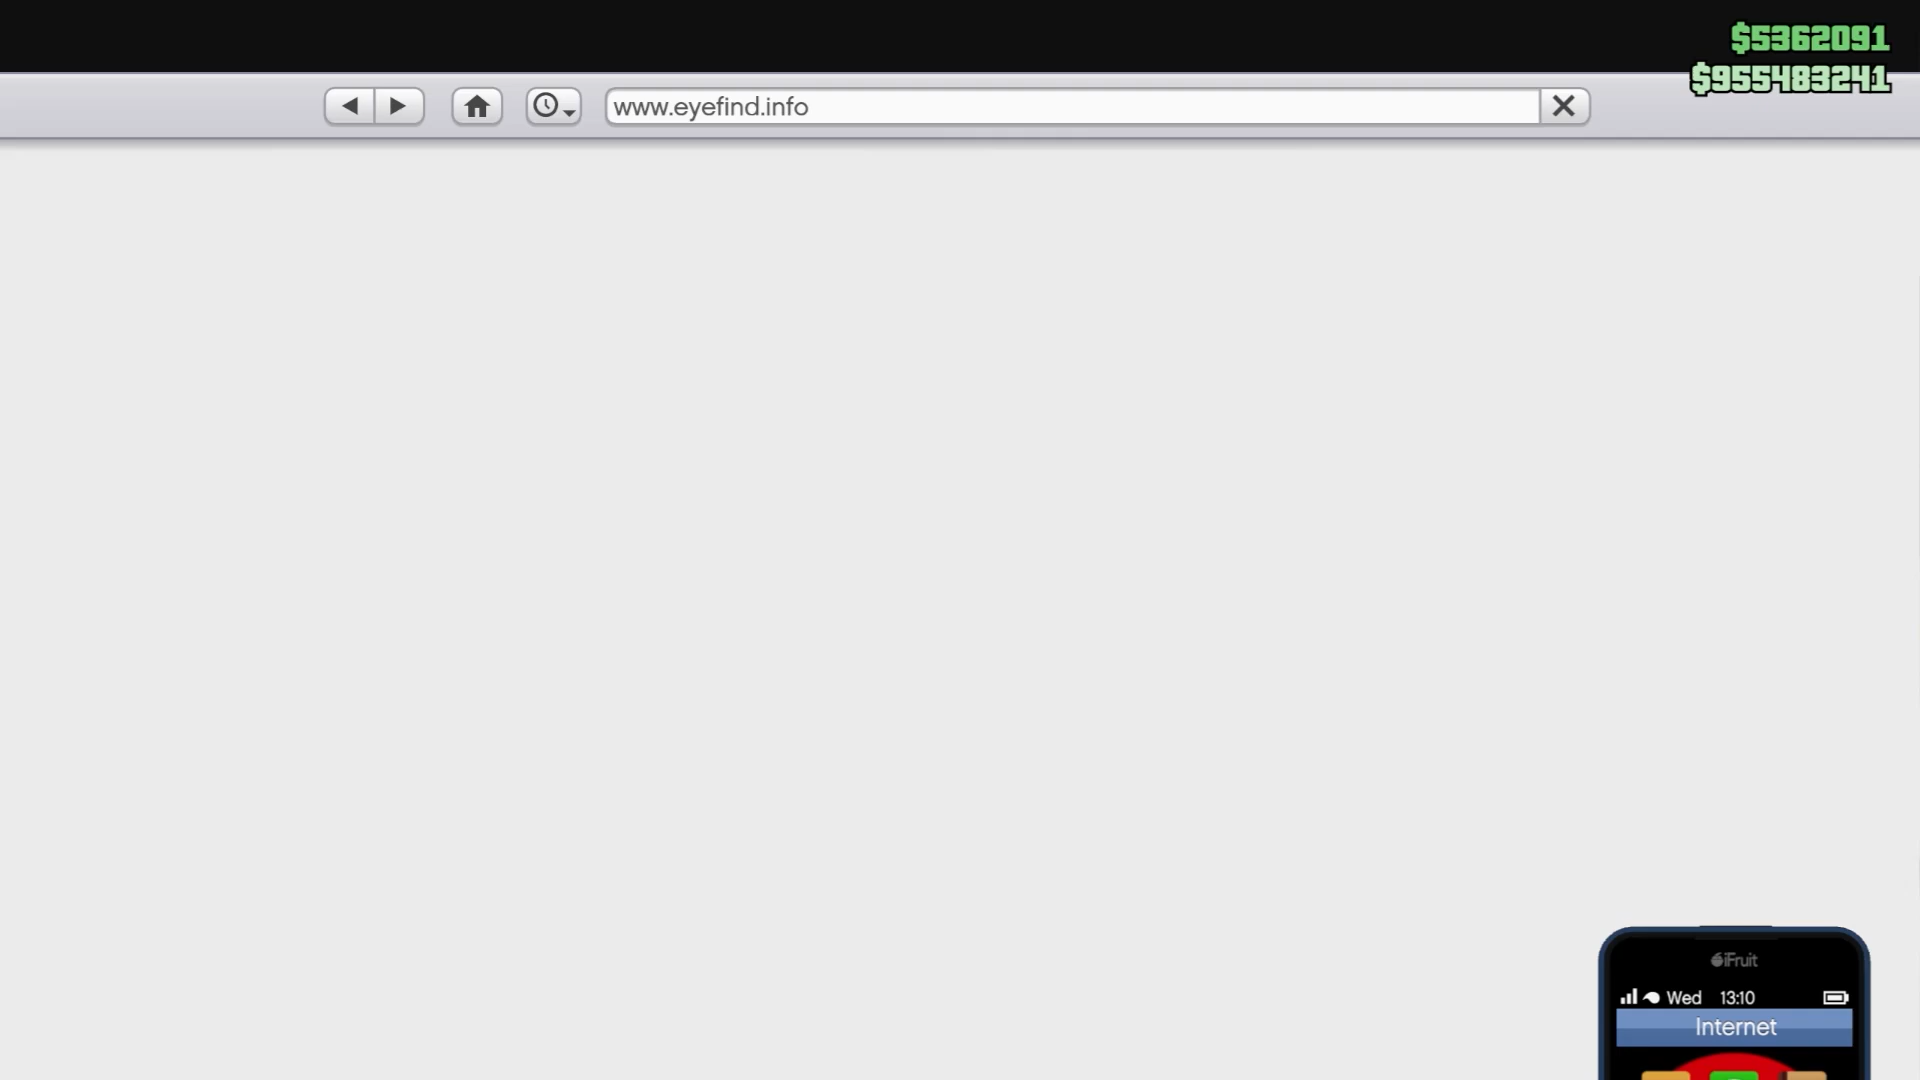 $5362091
$955483241
www.eyefind.info
iFruit
Wed 13:10
Internet